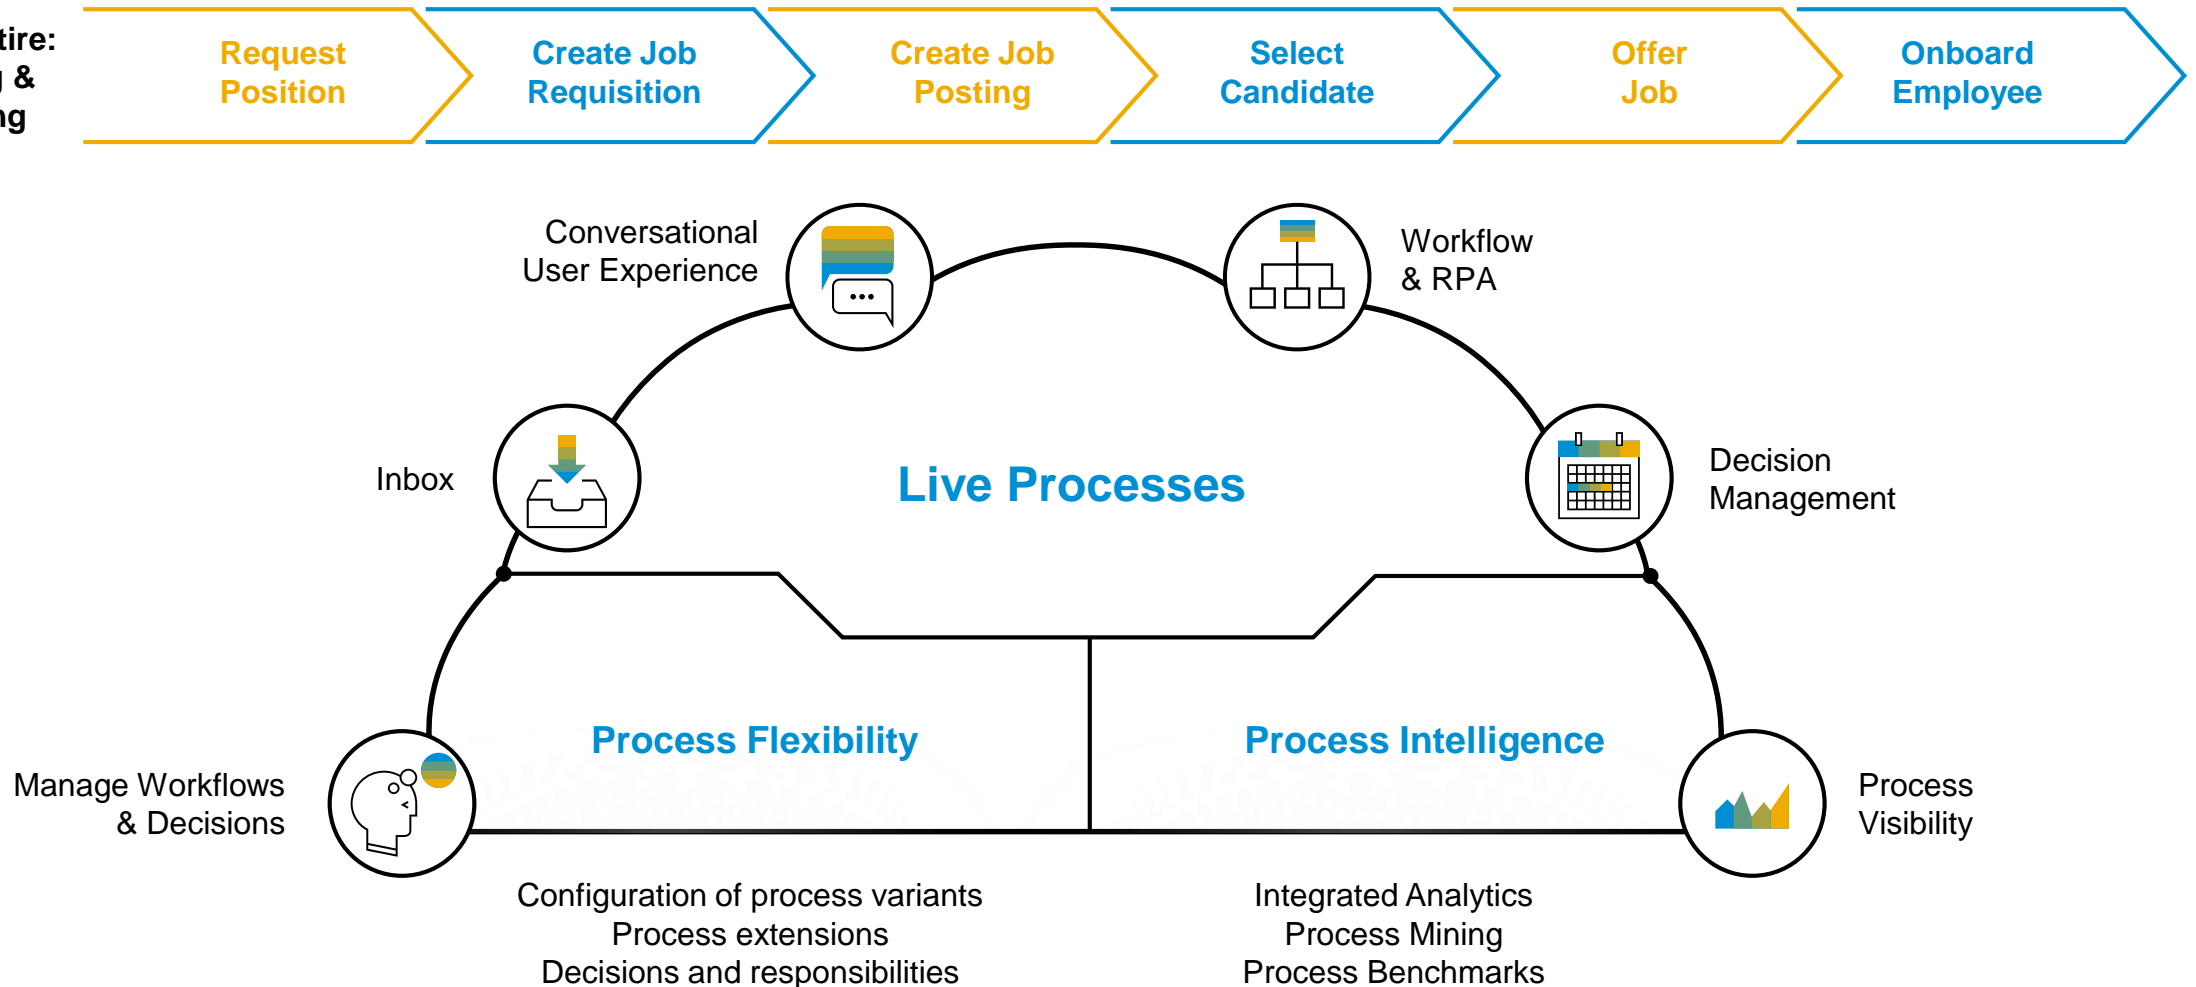 tire:
g &
ng
Request
Position
Create Job
Requisition
Create Job
Posting
Select
Candidate
Offer
Job
Onboard
Employee
Conversational
User Experience
Workflow
& RPA
Inbox
Live Processes
Decision
Management
Process Flexibility
Process Intelligence
Manage Workflows
& Decisions
Process
Visibility
Configuration of process variants
Process extensions
Decisions and responsibilities
Integrated Analytics
Process Mining
Process Benchmarks